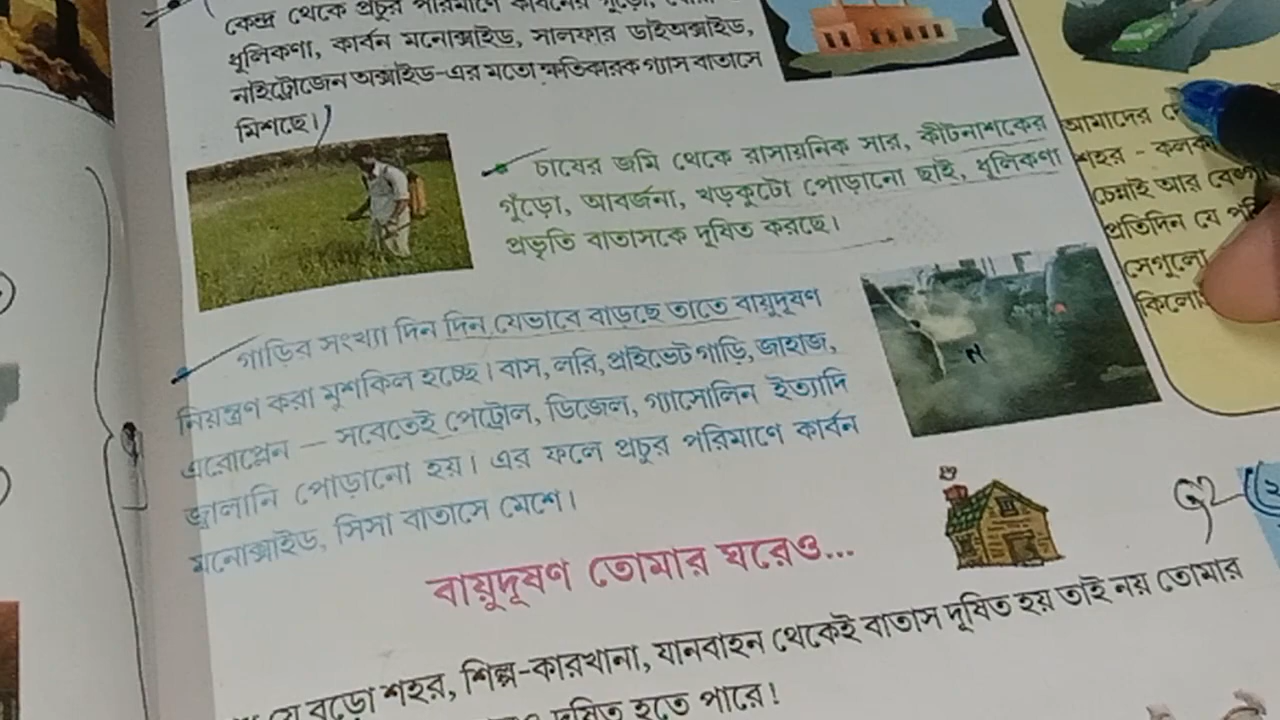 কেন্দ্র থেকে প্রচুর পরিমাণে কার্বনের গুঁড়ো,
ধূলিকণা, কার্বন মনোক্সাইড, সালফার ডাইঅক্সাইড,
নাইট্রোজেন অক্সাইড-এর মতো ক্ষতিকারক গ্যাস বাতাসে
মিশছে।
চাষের জমি থেকে রাসায়নিক সার, কীটনাশকের
গুঁড়ো, আবর্জনা, খড়কুটো পোড়ানো ছাই, ধূলিকণা
প্রভৃতি বাতাসকে দূষিত করছে।
গাড়ির সংখ্যা দিন দিন যেভাবে বাড়ছে তাতে বায়ুদূষণ
নিয়ন্ত্রণ করা মুশকিল হচ্ছে। বাস, লরি, প্রাইভেট গাড়ি, জাহাজ,
এরোপ্লেন — সবেতেই পেট্রোল, ডিজেল, গ্যাসোলিন ইত্যাদি
জ্বালানি পোড়ানো হয়। এর ফলে প্রচুর পরিমাণে কার্বন
মনোক্সাইড, সিসা বাতাসে মেশে।
আমাদের
শহর -
চেন্নাই আর
প্রতিদিন যে
সেগুলো
বায়ুদূষণ তোমার ঘরেও...
যে বড়ো শহর, শিল্প-কারখানা, যানবাহন থেকেই বাতাস দূষিত হয় তাই নয় তোমার
দূষিত হতে পারে!